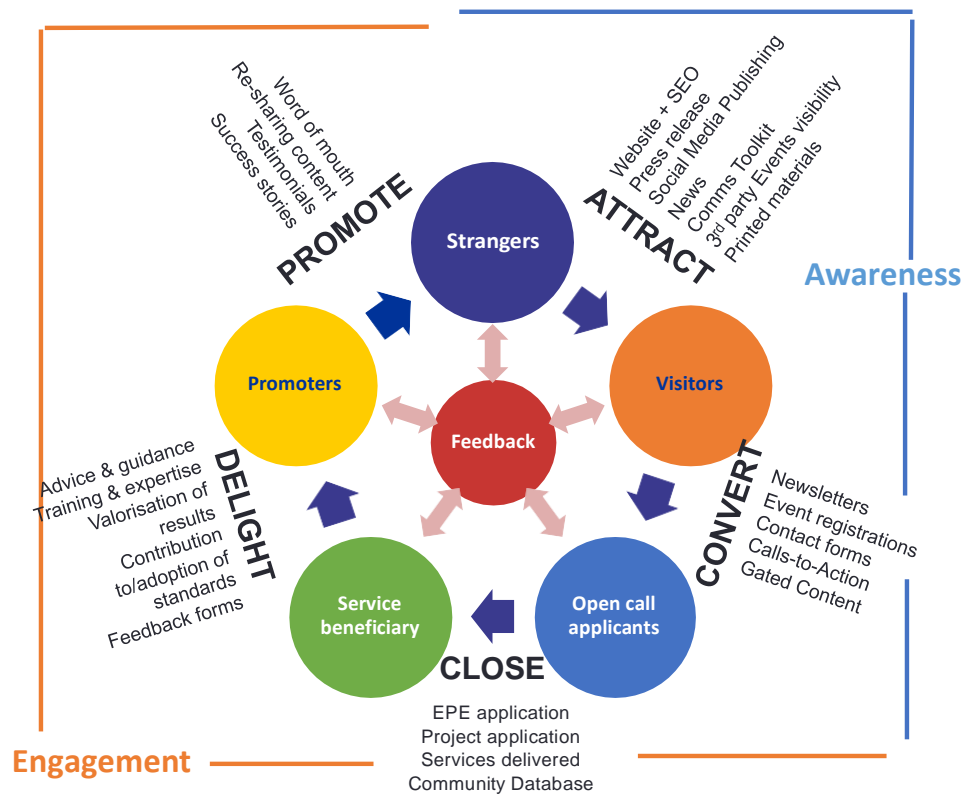 Word of mouth
Re-sharing content
Testimonials
Success stories
PROMOTE
Website + SEO
Press release
Social Media Publishing
News
Comms Toolkit
3rd party Events visibility
Printed materials
ATTRACT
Strangers
Awareness
Promoters
Visitors
Feedback
Advice & guidance
Training & expertise
Valorisation of
results
Contribution
to/adoption of
standards
Feedback forms
DELIGHT
CONVERT
Newsletters
Event registrations
Contact forms
Calls-to-Action
Gated Content
Service
beneficiary
Open call
applicants
CLOSE
EPE application
Project application
Services delivered
Community Database
Engagement